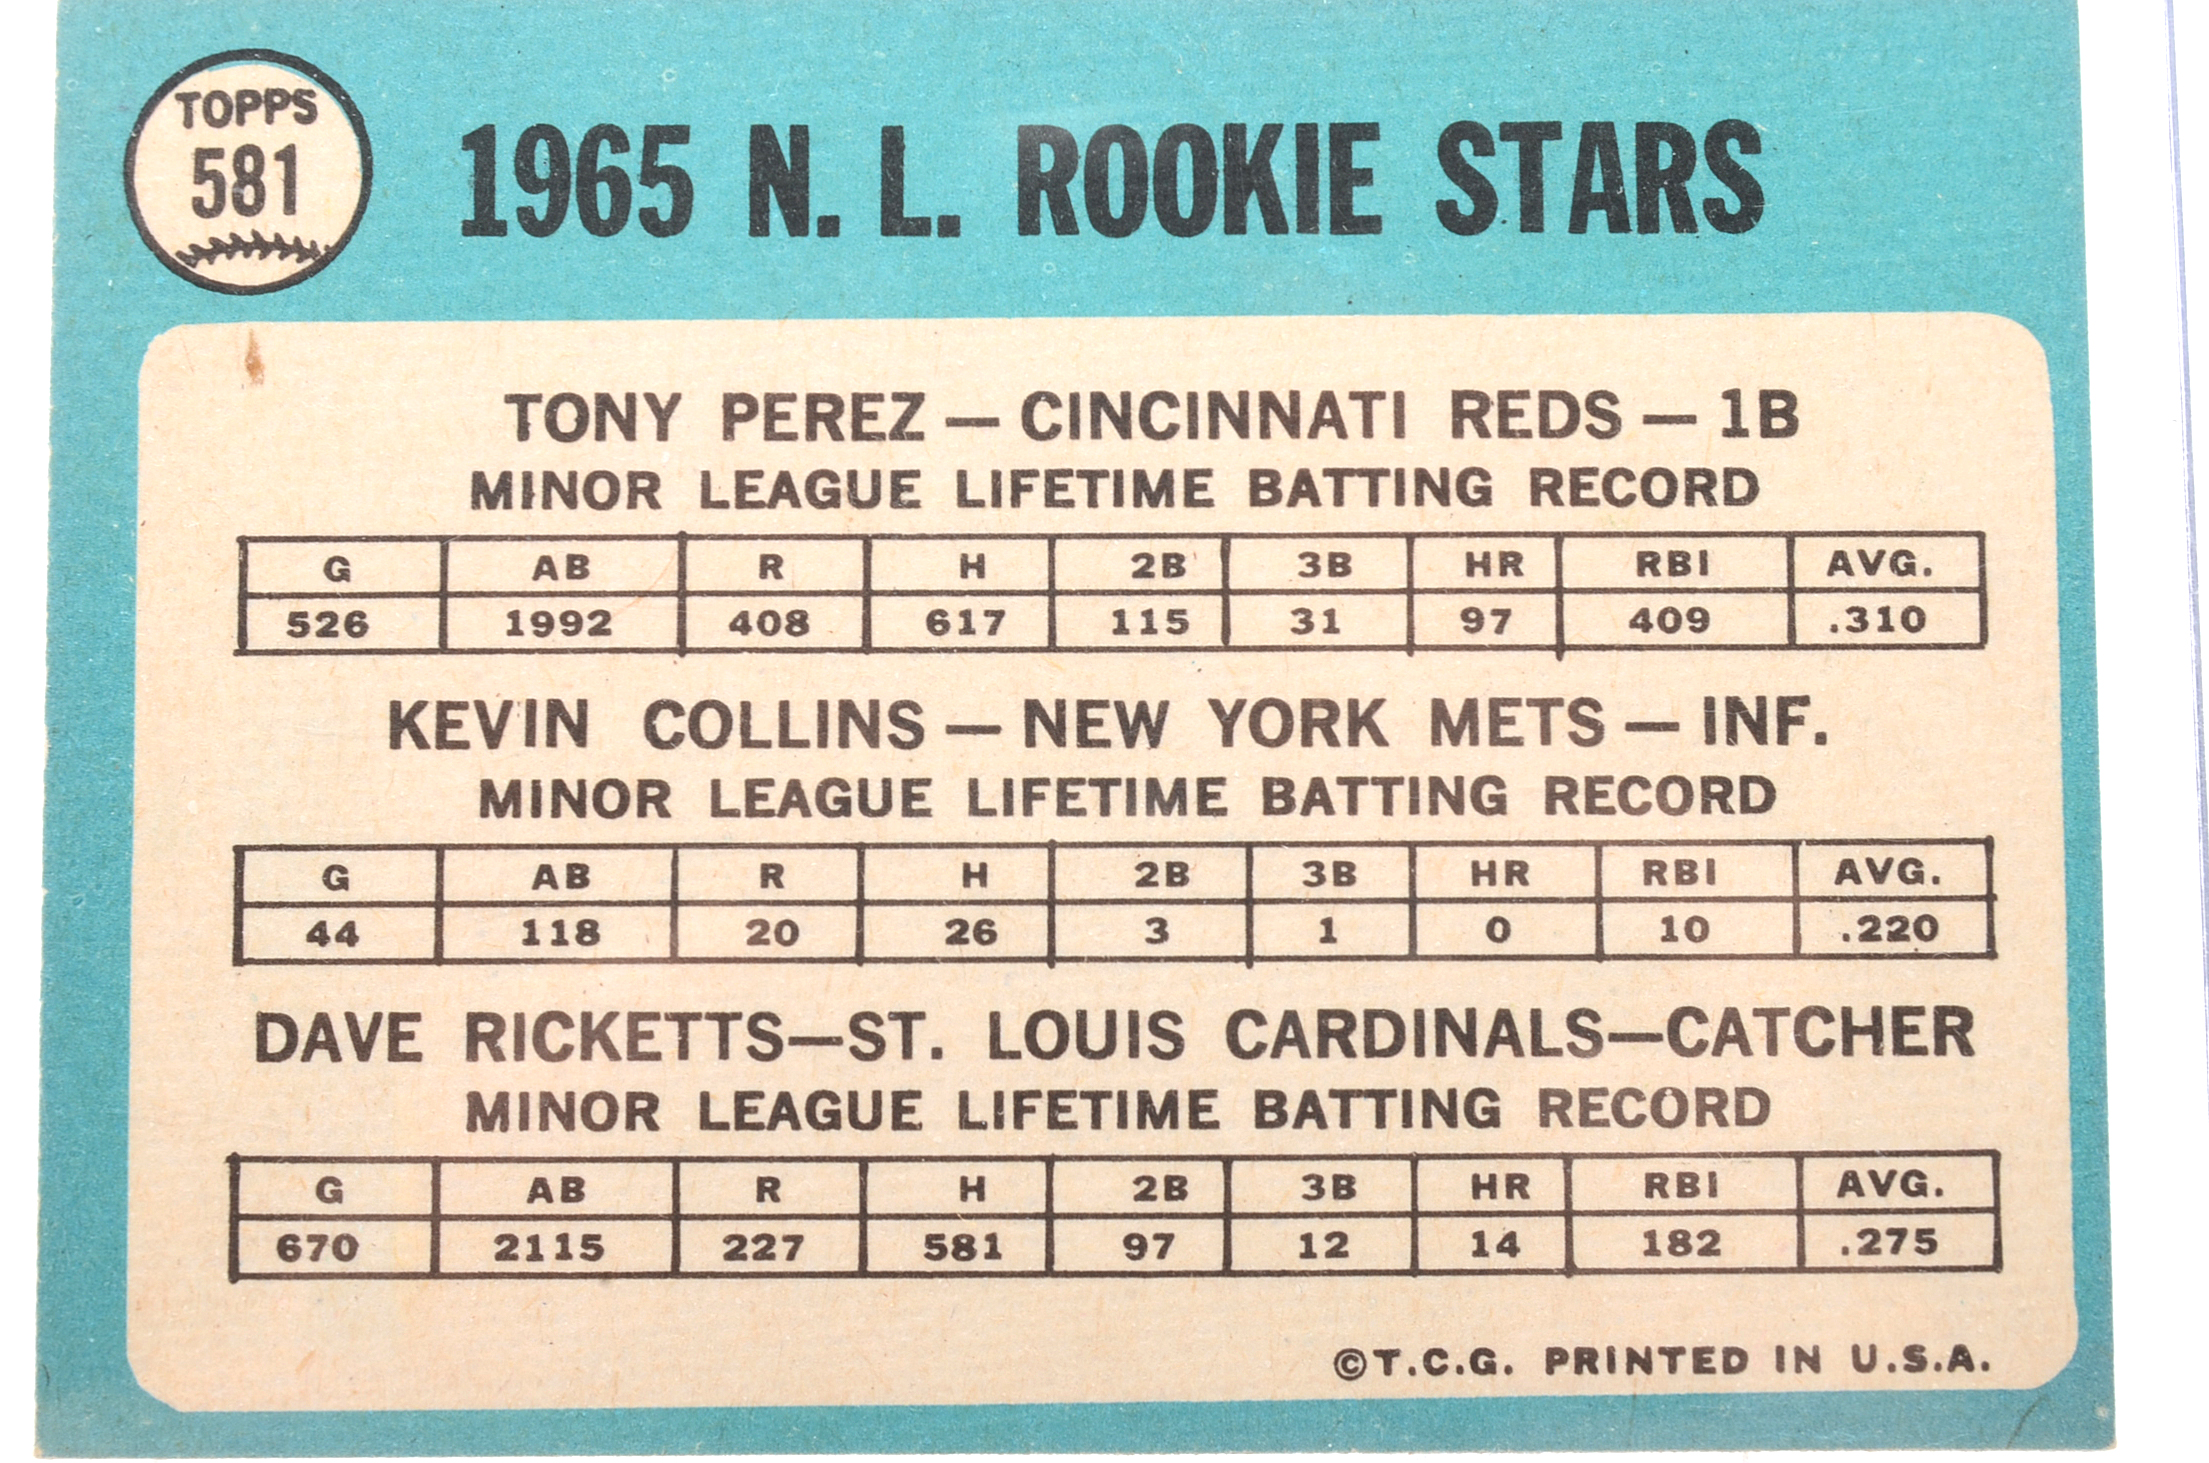 TOPPS
581
1965 N. L. ROOKIE STARS
TONY PEREZ — CINCINNATI REDS — 1B
MINOR LEAGUE LIFETIME BATTING RECORD
G AB R H 2B 3B HR RBI AVG.
526 1992 408 617 115 31 97 409 .310
KEVIN COLLINS — NEW YORK METS — INF.
MINOR LEAGUE LIFETIME BATTING RECORD
G AB R H 2B 3B HR RBI AVG.
44 118 20 26 3 1 0 10 .220
DAVE RICKETTS—ST. LOUIS CARDINALS—CATCHER
MINOR LEAGUE LIFETIME BATTING RECORD
G AB R H 2B 3B HR RBI AVG.
670 2115 227 581 97 12 14 182 .275
©T.C.G. PRINTED IN U.S.A.